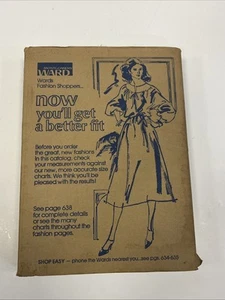 MONTGOMERY
WARD
Wards
Fashion Shoppers...
now
you'll get
a better fit
Before you order
the great, new fashions
in this catalog, check
your measurements against
our new, more accurate size
charts. We think you'll be
pleased with the results!
See page 638
for complete details
or see the many
charts throughout the
fashion pages.
SHOP EASY — phone the Wards nearest you...see pgs. 624-625